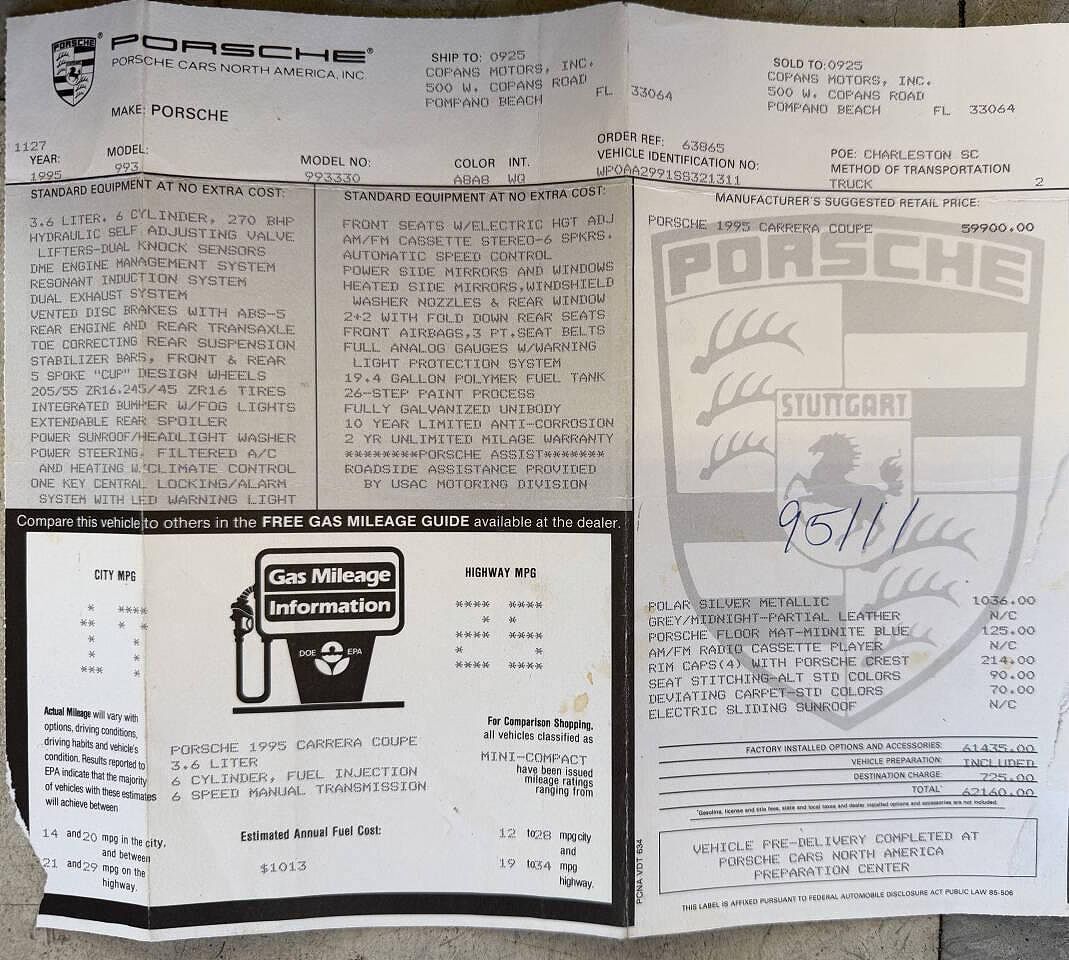 PORSCHE®
PORSCHE®
PORSCHE CARS NORTH AMERICA, INC
MAKE: PORSCHE
SHIP TO: 0925
COPANS MOTORS, INC.
500 W. COPANS ROAD
POMPANO BEACH FL 33064
SOLD TO: 0925
COPANS MOTORS, INC.
500 W. COPANS ROAD
POMPANO BEACH FL 33064
1127
YEAR: MODEL: MODEL NO: COLOR INT.
1995 993 993330 A8A8 WQ
ORDER REF: 63865
VEHICLE IDENTIFICATION NO:
WPOAA2991SS321311
POE: CHARLESTON SC
METHOD OF TRANSPORTATION
TRUCK 2
STANDARD EQUIPMENT AT NO EXTRA COST:
3.6 LITER. 6 CYLINDER, 270 BHP
HYDRAULIC SELF ADJUSTING VALVE
LIFTERS-DUAL KNOCK SENSORS
DME ENGINE MANAGEMENT SYSTEM
RESONANT INDUCTION SYSTEM
DUAL EXHAUST SYSTEM
VENTED DISC BRAKES WITH ABS-5
REAR ENGINE AND REAR TRANSAXLE
TOE CORRECTING REAR SUSPENSION
STABILIZER BARS, FRONT & REAR
5 SPOKE "CUP" DESIGN WHEELS
205/55 ZR16.245/45 ZR16 TIRES
INTEGRATED BUMPER W/FOG LIGHTS
EXTENDABLE REAR SPOILER
POWER SUNROOF/HEADLIGHT WASHER
POWER STEERING, FILTERED A/C
AND HEATING W.CLIMATE CONTROL
ONE KEY CENTRAL LOCKING/ALARM
SYSTEM WITH LED WARNING LIGHT
STANDARD EQUIPMENT AT NO EXTRA COST:
FRONT SEATS W/ELECTRIC HGT ADJ
AM/FM CASSETTE STEREO-6 SPKRS.
AUTOMATIC SPEED CONTROL
POWER SIDE MIRRORS AND WINDOWS
HEATED SIDE MIRRORS,WINDSHIELD
WASHER NOZZLES & REAR WINDOW
2+2 WITH FOLD DOWN REAR SEATS
FRONT AIRBAGS,3 PT.SEAT BELTS
FULL ANALOG GAUGES W/WARNING
LIGHT PROTECTION SYSTEM
19.4 GALLON POLYMER FUEL TANK
26-STEP PAINT PROCESS
FULLY GALVANIZED UNIBODY
10 YEAR LIMITED ANTI-CORROSION
2 YR UNLIMITED MILAGE WARRANTY
********PORSCHE ASSIST*******
ROADSIDE ASSISTANCE PROVIDED
BY USAC MOTORING DIVISION
MANUFACTURER'S SUGGESTED RETAIL PRICE:
PORSCHE 1995 CARRERA COUPE 59900.00
PORSCHE
STUTTGART
95/11/
POLAR SILVER METALLIC 1036.00
GREY/MIDNIGHT-PARTIAL LEATHER N/C
PORSCHE FLOOR MAT-MIDNITE BLUE 125.00
AM/FM RADIO CASSETTE PLAYER N/C
RIM CAPS(4) WITH PORSCHE CREST 214.00
SEAT STITCHING-ALT STD COLORS 90.00
DEVIATING CARPET-STD COLORS 70.00
ELECTRIC SLIDING SUNROOF N/C
FACTORY INSTALLED OPTIONS AND ACCESSORIES: 61435.00
VEHICLE PREPARATION: INCLUDED
DESTINATION CHARGE: 725.00
TOTAL* 62160.00
*Gasoline, license and title fees, state and local taxes and dealer installed options and accessories are not included.
VEHICLE PRE-DELIVERY COMPLETED AT
PORSCHE CARS NORTH AMERICA
PREPARATION CENTER
THIS LABEL IS AFFIXED PURSUANT TO FEDERAL AUTOMOBILE DISCLOSURE ACT PUBLIC LAW 85-506
PCNA VDT 634
Compare this vehicle to others in the FREE GAS MILEAGE GUIDE available at the dealer.
CITY MPG
* ****
** * *
* *
* *
*** *
Gas Mileage
Information
DOE EPA
HIGHWAY MPG
**** ****
* *
**** ****
* *
**** ****
Actual Mileage will vary with
options, driving conditions,
driving habits and vehicle's
condition. Results reported to
EPA indicate that the majority
of vehicles with these estimates
will achieve between
14 and 20 mpg in the city,
and between
21 and 29 mpg on the
highway.
PORSCHE 1995 CARRERA COUPE
3.6 LITER
6 CYLINDER, FUEL INJECTION
6 SPEED MANUAL TRANSMISSION
Estimated Annual Fuel Cost:
$1013
For Comparison Shopping,
all vehicles classified as
MINI-COMPACT
have been issued
mileage ratings
ranging from
12 to 28 mpg city
and
19 to 34 mpg
highway.